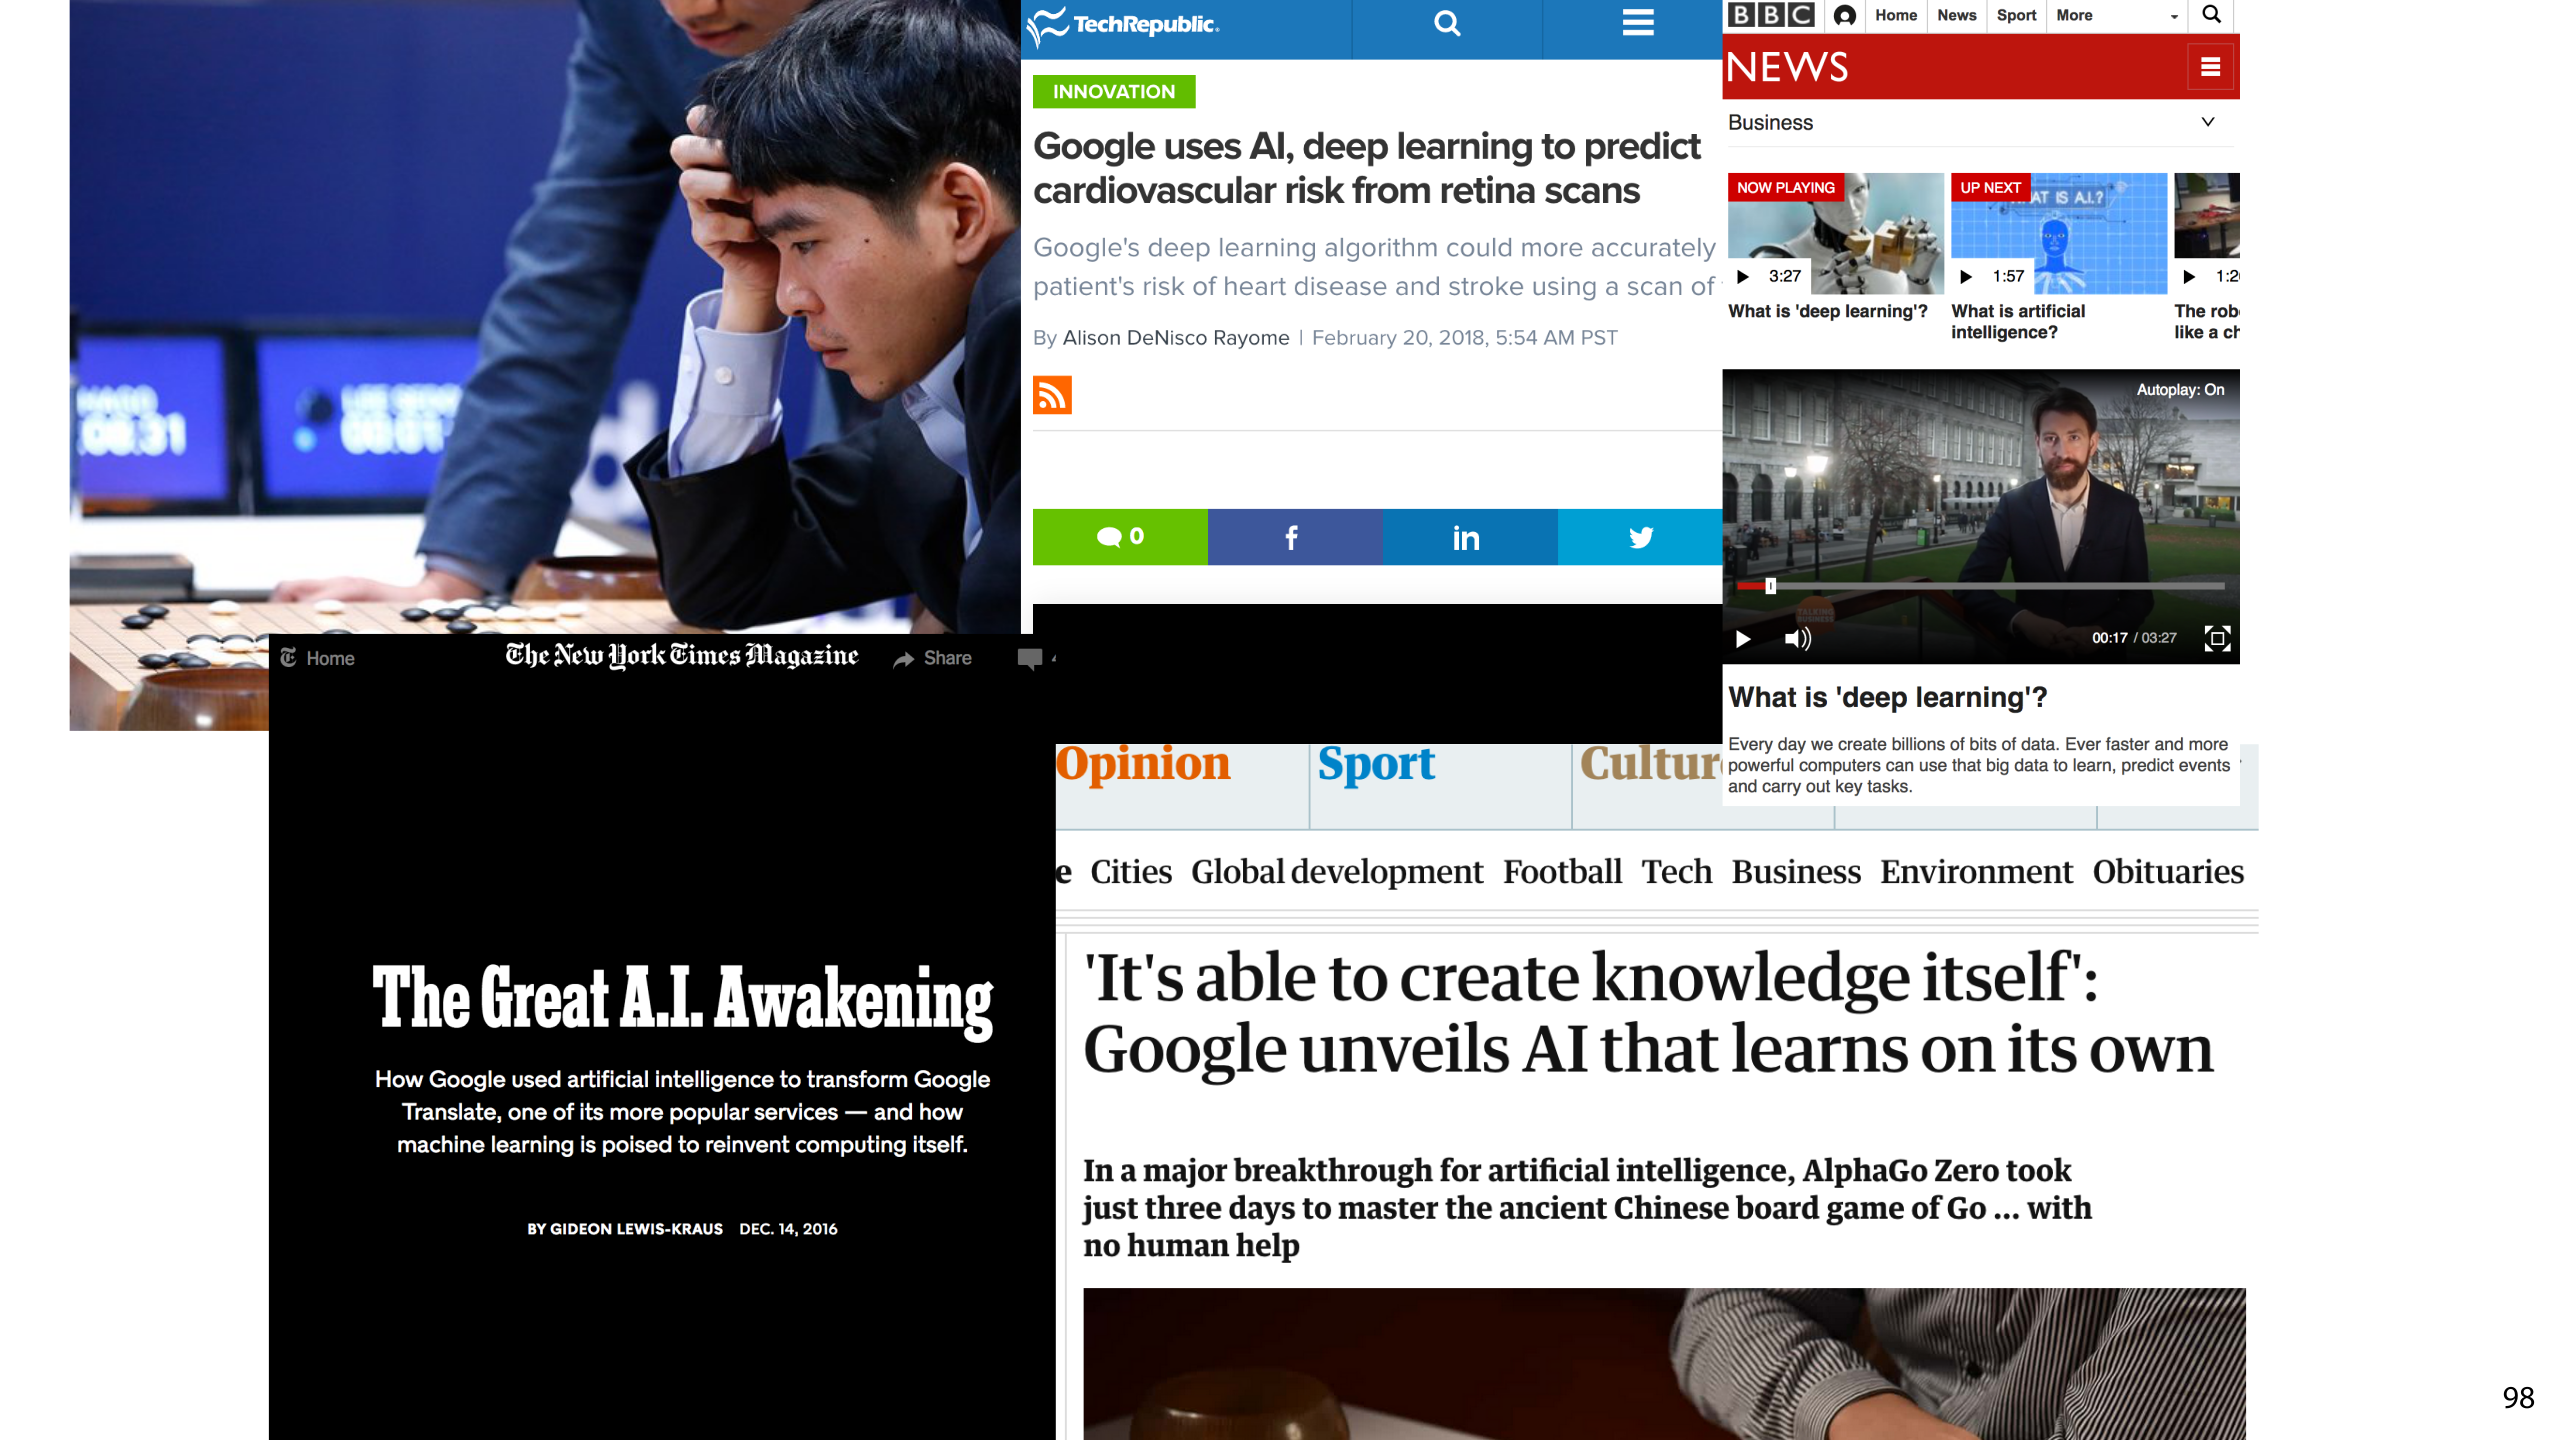 TechRepublic.
INNOVATION
Google uses AI, deep learning to predict
cardiovascular risk from retina scans
Google's deep learning algorithm could more accurately
patient's risk of heart disease and stroke using a scan of
By Alison DeNisco Rayome | February 20, 2018, 5:54 AM PST
0
f
in
BBC Home News Sport More
NEWS
Business
NOW PLAYING
3:27
What is 'deep learning'?
UP NEXT
AT IS A.I.?
1:57
What is artificial
intelligence?
The rob
like a ch
Autoplay: On
TALKING
BUSINESS
00:17 / 03:27
What is 'deep learning'?
Every day we create billions of bits of data. Ever faster and more
powerful computers can use that big data to learn, predict events
and carry out key tasks.
Home The New York Times Magazine Share
The Great A.I. Awakening
How Google used artificial intelligence to transform Google
Translate, one of its more popular services — and how
machine learning is poised to reinvent computing itself.
BY GIDEON LEWIS-KRAUS DEC. 14, 2016
Opinion Sport Cultur
e Cities Global development Football Tech Business Environment Obituaries
'It's able to create knowledge itself':
Google unveils AI that learns on its own
In a major breakthrough for artificial intelligence, AlphaGo Zero took
just three days to master the ancient Chinese board game of Go ... with
no human help
98